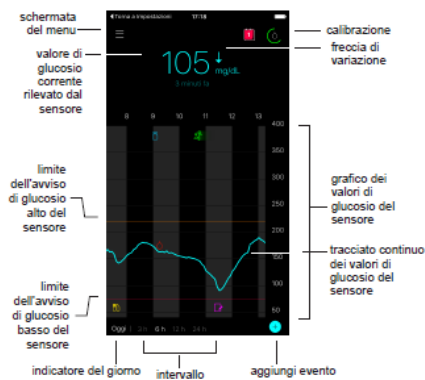 schermata
del menu
valore di
glucosio
corrente
rilevato dal
sensore
limite
dell'avviso
di glucosio
alto del
sensore
limite
dell'avviso
di glucosio
basso del
sensore
indicatore del giorno
intervallo
aggiungi evento
calibrazione
freccia di
variazione
grafico dei
valori di
glucosio del
sensore
tracciato continuo
dei valori di
glucosio del
sensore
Torna a Impostazioni 17:18
105 mg/dL
3 minuti fa
8 9 10 11 12 13
400
350
300
250
200
150
100
50
Oggi 3 h 6 h 12 h 24 h